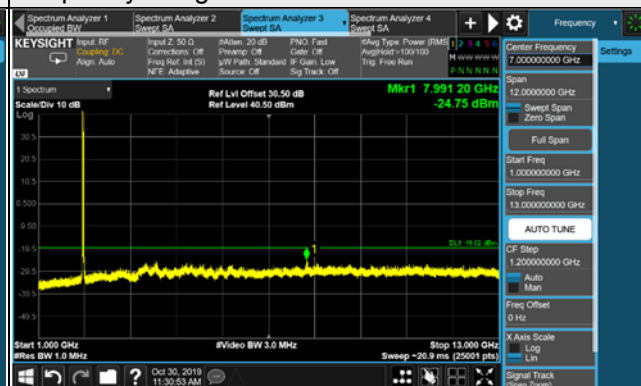 Spectrum Analyzer 1
Occupied BW
Spectrum Analyzer 2
Swept SA
Spectrum Analyzer 3
Swept SA
Spectrum Analyzer 4
Swept SA
Frequency
KEYSIGHT
Input: RF
Coupling: DC
Align: Auto
Input Z: 50 Ω
Corrections: Off
Freq Ref: Int (S)
NFE: Adaptive
#Atten: 20 dB
Preamp: Off
µW Path: Standard
Source: Off
PNO: Fast
Gate: Off
IF Gain: Low
Sig Track: Off
#Avg Type: Power (RMS)
Avg|Hold:>100/100
Trig: Free Run
1 2 3 4 5 6
M W W W W W
P N N N N N
LXI
1 Spectrum
Scale/Div 10 dB
Log
Ref Lvl Offset 30.50 dB
Ref Level 40.50 dBm
Mkr1 7.991 20 GHz
-24.75 dBm
30.5
20.5
10.5
0.500
-9.50
-19.5
-29.5
-39.5
-49.5
1
Start 1.000 GHz
#Res BW 1.0 MHz
#Video BW 3.0 MHz
Stop 13.000 GHz
Sweep ~20.9 ms (25001 pts)
Oct 30, 2019
11:30:53 AM
Center Frequency
7.000000000 GHz
Settings
Span
12.0000000 GHz
Swept Span
Zero Span
Full Span
Start Freq
1.000000000 GHz
Stop Freq
13.000000000 GHz
AUTO TUNE
CF Step
1.200000000 GHz
Auto
Man
Freq Offset
0 Hz
X Axis Scale
Log
Lin
Signal Track
(Span Zoom)